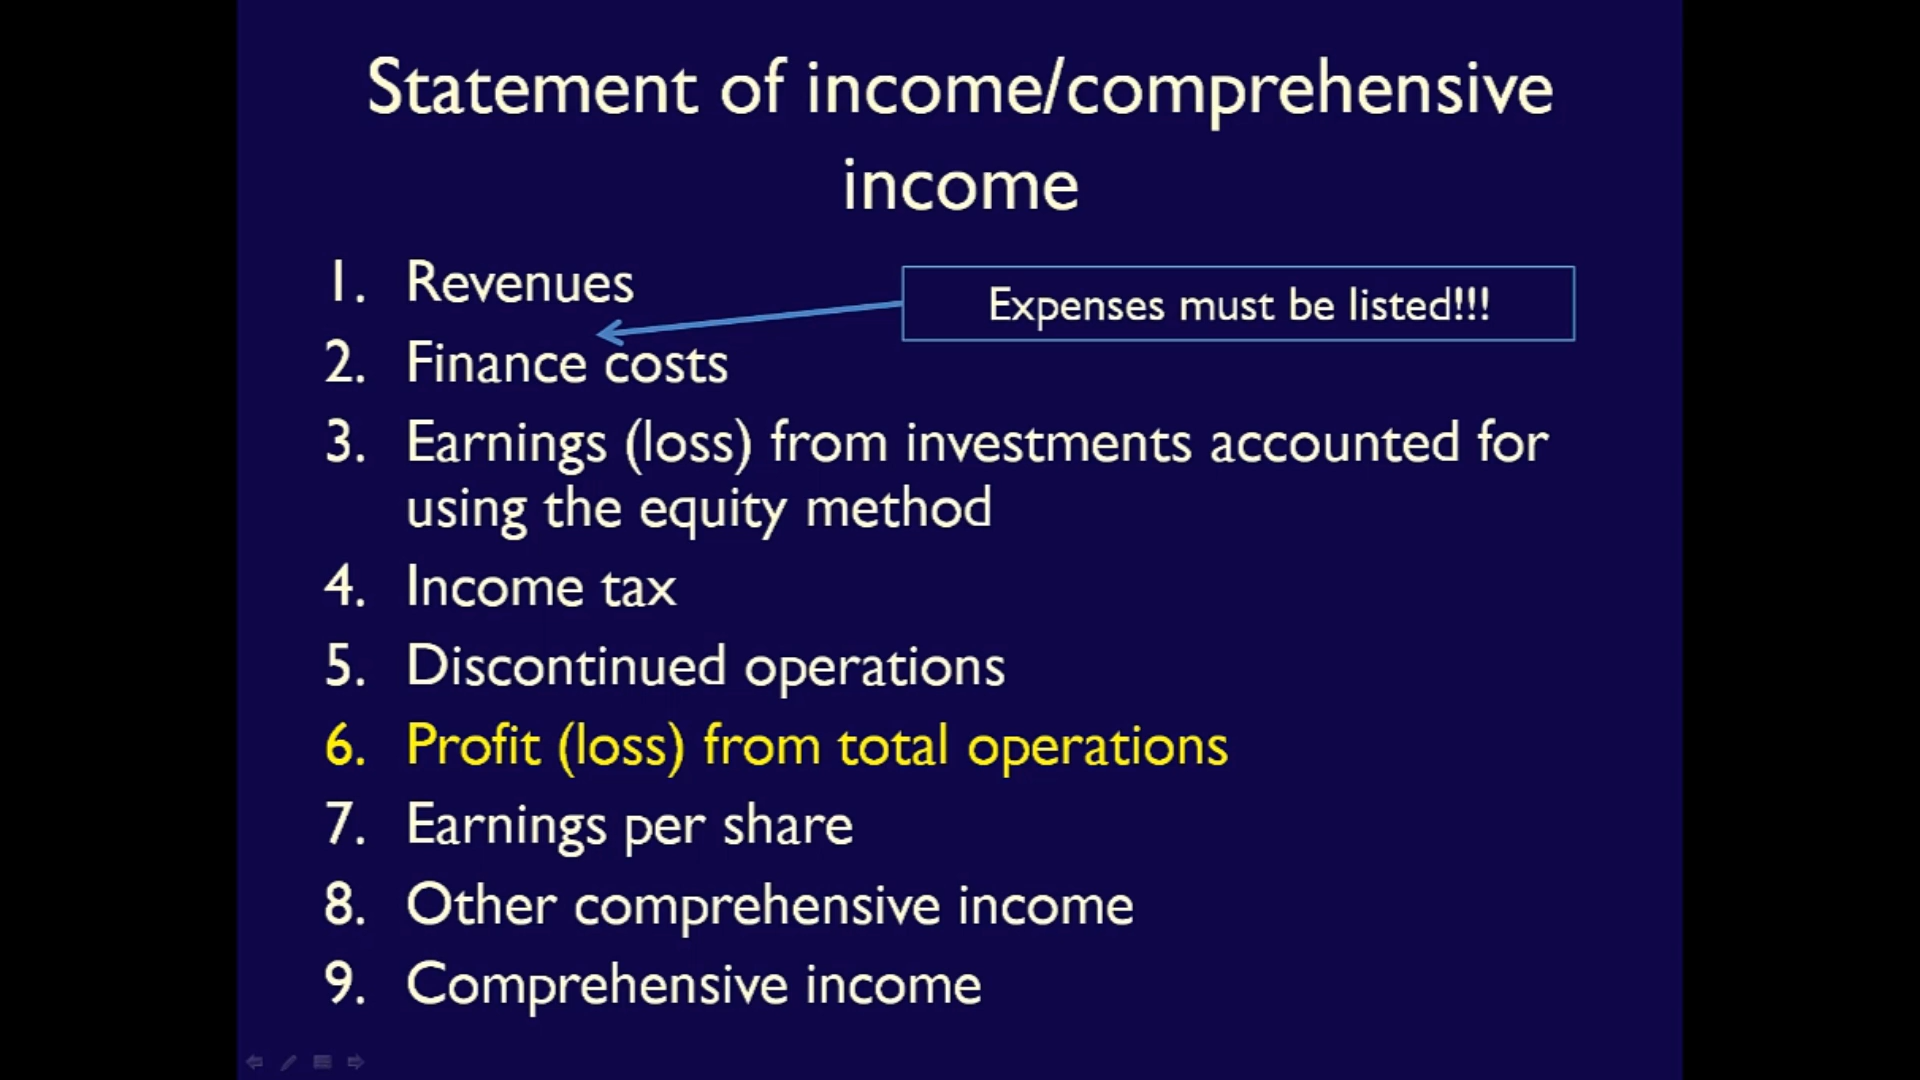 Statement of income/comprehensive
income
1. Revenues
Expenses must be listed!!!
2. Finance costs
3. Earnings (loss) from investments accounted for
using the equity method
4. Income tax
5. Discontinued operations
6. Profit (loss) from total operations
7. Earnings per share
8. Other comprehensive income
9. Comprehensive income